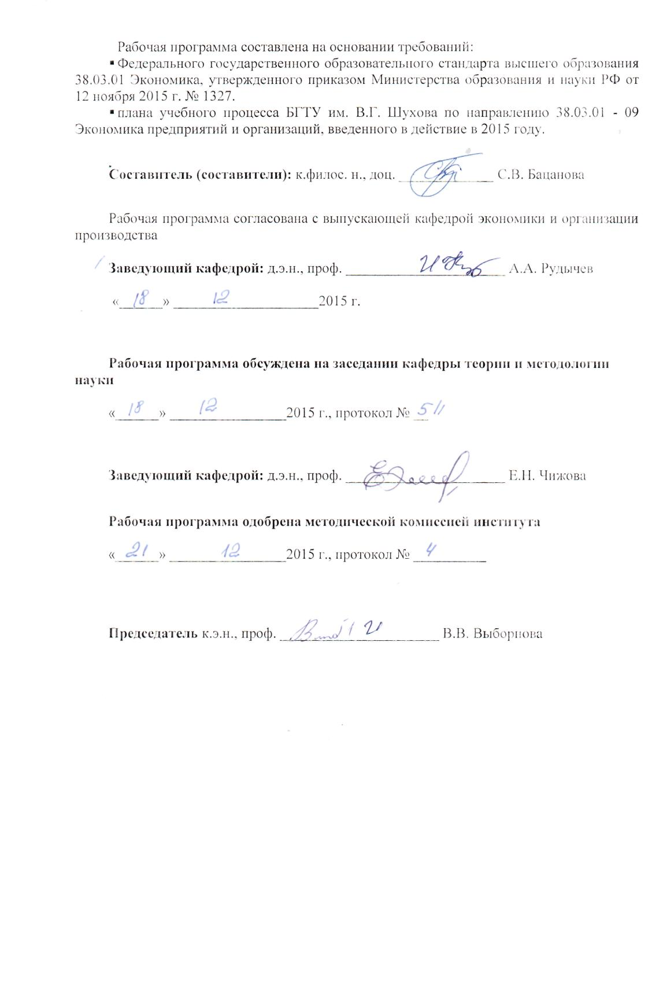 Рабочая программа составлена на основании требований:
▪ Федерального государственного образовательного стандарта высшего образования
38.03.01 Экономика, утвержденного приказом Министерства образования и науки РФ от
12 ноября 2015 г. № 1327.
▪ плана учебного процесса БГТУ им. В.Г. Шухова по направлению 38.03.01 - 09
Экономика предприятий и организаций, введенного в действие в 2015 году.
Составитель (составители): к.филос. н., доц. _____________ С.В. Бацанова
Рабочая программа согласована с выпускающей кафедрой экономики и организации
производства
Заведующий кафедрой: д.э.н., проф. ______________________ А.А. Рудычев
« 18 » 12 2015 г.
Рабочая программа обсуждена на заседании кафедры теории и методологии
науки
« 18 » 12 2015 г., протокол № 5/1
Заведующий кафедрой: д.э.н., проф. ______________________ Е.Н. Чижова
Рабочая программа одобрена методической комиссией института
« 21 » 12 2015 г., протокол № 4
Председатель к.э.н., проф. ______________________ В.В. Выборнова